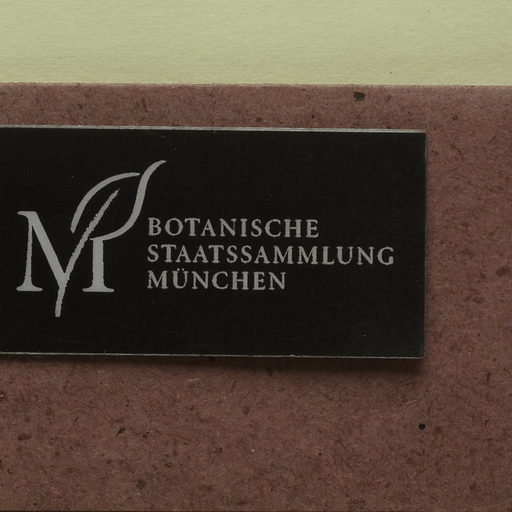 M
BOTANISCHE
STAATSSAMMLUNG
MÜNCHEN